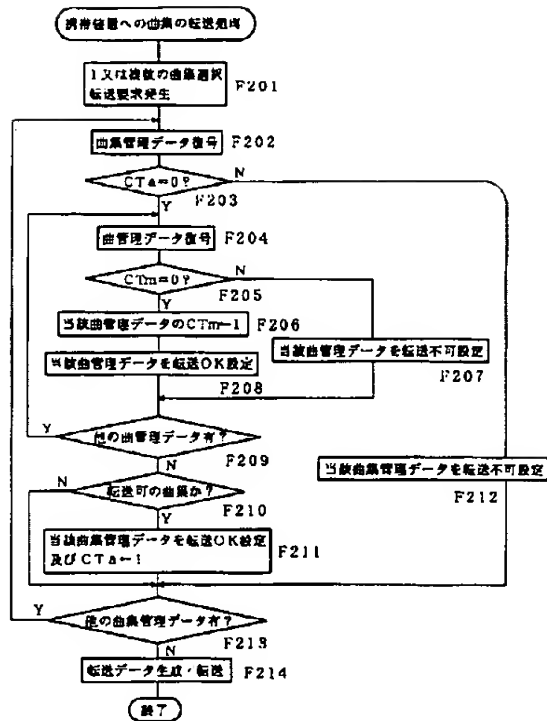 携帯装置への曲集の転送処理
1又は複数の曲集選択
転送要求発生
F201
曲集管理データ復号
F202
CTa=0?
N
Y
F203
曲管理データ復号
F204
CTm=0?
N
Y
F205
当該曲管理データのCTm←1
F206
当該曲管理データを転送不可設定
F207
当該曲管理データを転送OK設定
F208
他の曲管理データ有?
Y
N
F209
当該曲集管理データを転送不可設定
F212
転送可の曲集か?
N
Y
F210
当該曲集管理データを転送OK設定
及びCTa←1
F211
他の曲集管理データ有?
Y
N
F213
転送データ生成・転送
F214
終了